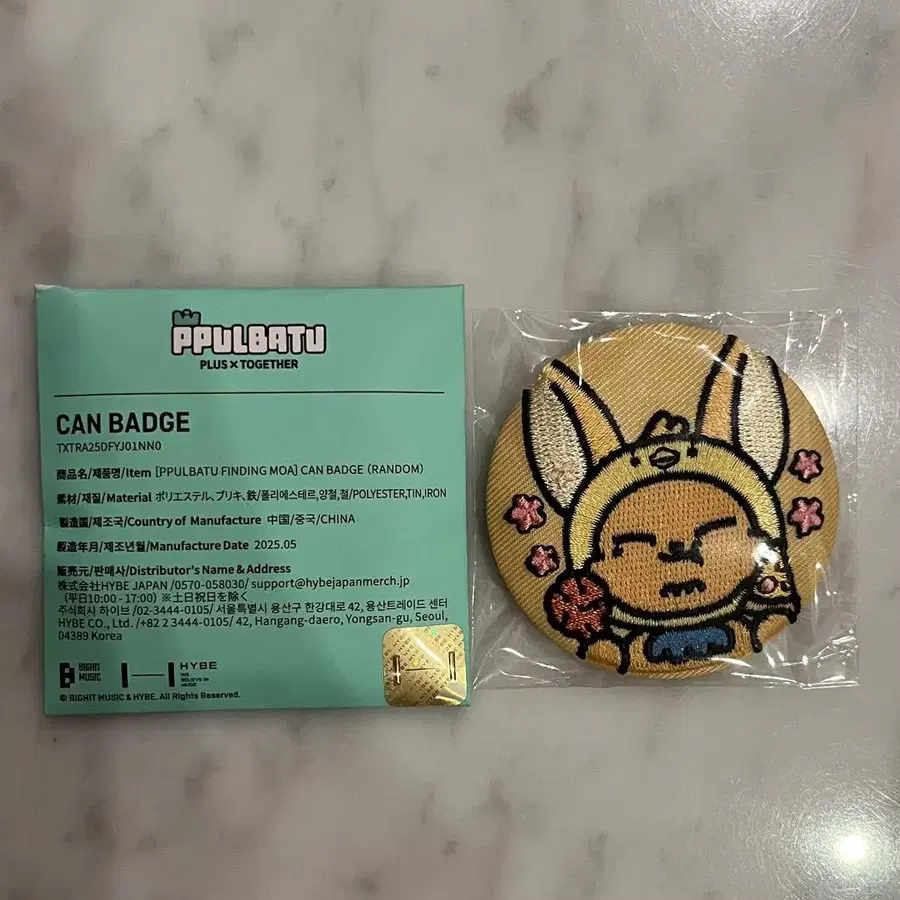 PPULBATU
PLUS × TOGETHER
CAN BADGE
TXTRA25DFYJ01NN0
商品名/제품명/Item [PPULBATU FINDING MOA] CAN BADGE (RANDOM)
素材/재질/Material ポリエステル、ブリキ、鉄/폴리에스테르,양철,철/POLYESTER,TIN,IRON
製造国/제조국/Country of Manufacture 中国/중국/CHINA
製造年月/제조년월/Manufacture Date 2025.05
販売元/판매사/Distributor's Name & Address
株式会社HYBE JAPAN /0570-058030/ support@hybejapanmerch.jp
(平日10:00 - 17:00) ※土日祝日を除く
주식회사 하이브 /02-3444-0105/ 서울특별시 용산구 한강대로 42, 용산트레이드 센터
HYBE CO., Ltd. /+82 2 3444-0105/ 42, Hangang-daero, Yongsan-gu, Seoul,
04389 Korea
BIGHIT
MUSIC
HYBE
WE
BELIEVE IN
MUSIC
© BIGHIT MUSIC & HYBE. All Rights Reserved.